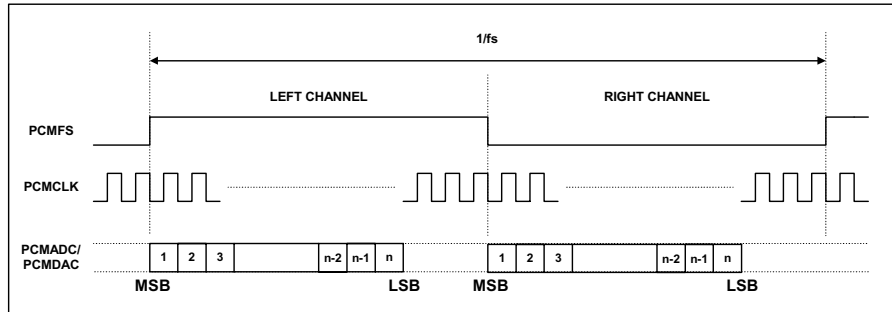 1/fs
LEFT CHANNEL RIGHT CHANNEL
PCMFS
PCMCLK
PCMADC/
PCMDAC
1 2 3 n-2 n-1 n 1 2 3 n-2 n-1 n
MSB LSB MSB LSB